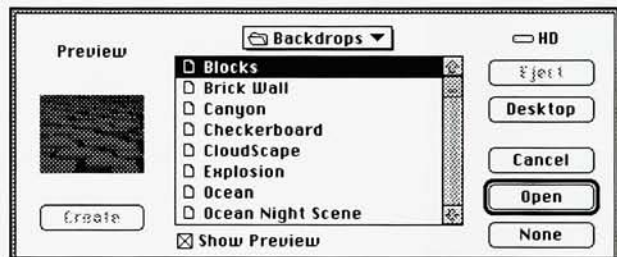 Preview
Backdrops
HD
Blocks
Brick Wall
Canyon
Checkerboard
CloudScape
Explosion
Ocean
Ocean Night Scene
Show Preview
Create
Eject
Desktop
Cancel
Open
None